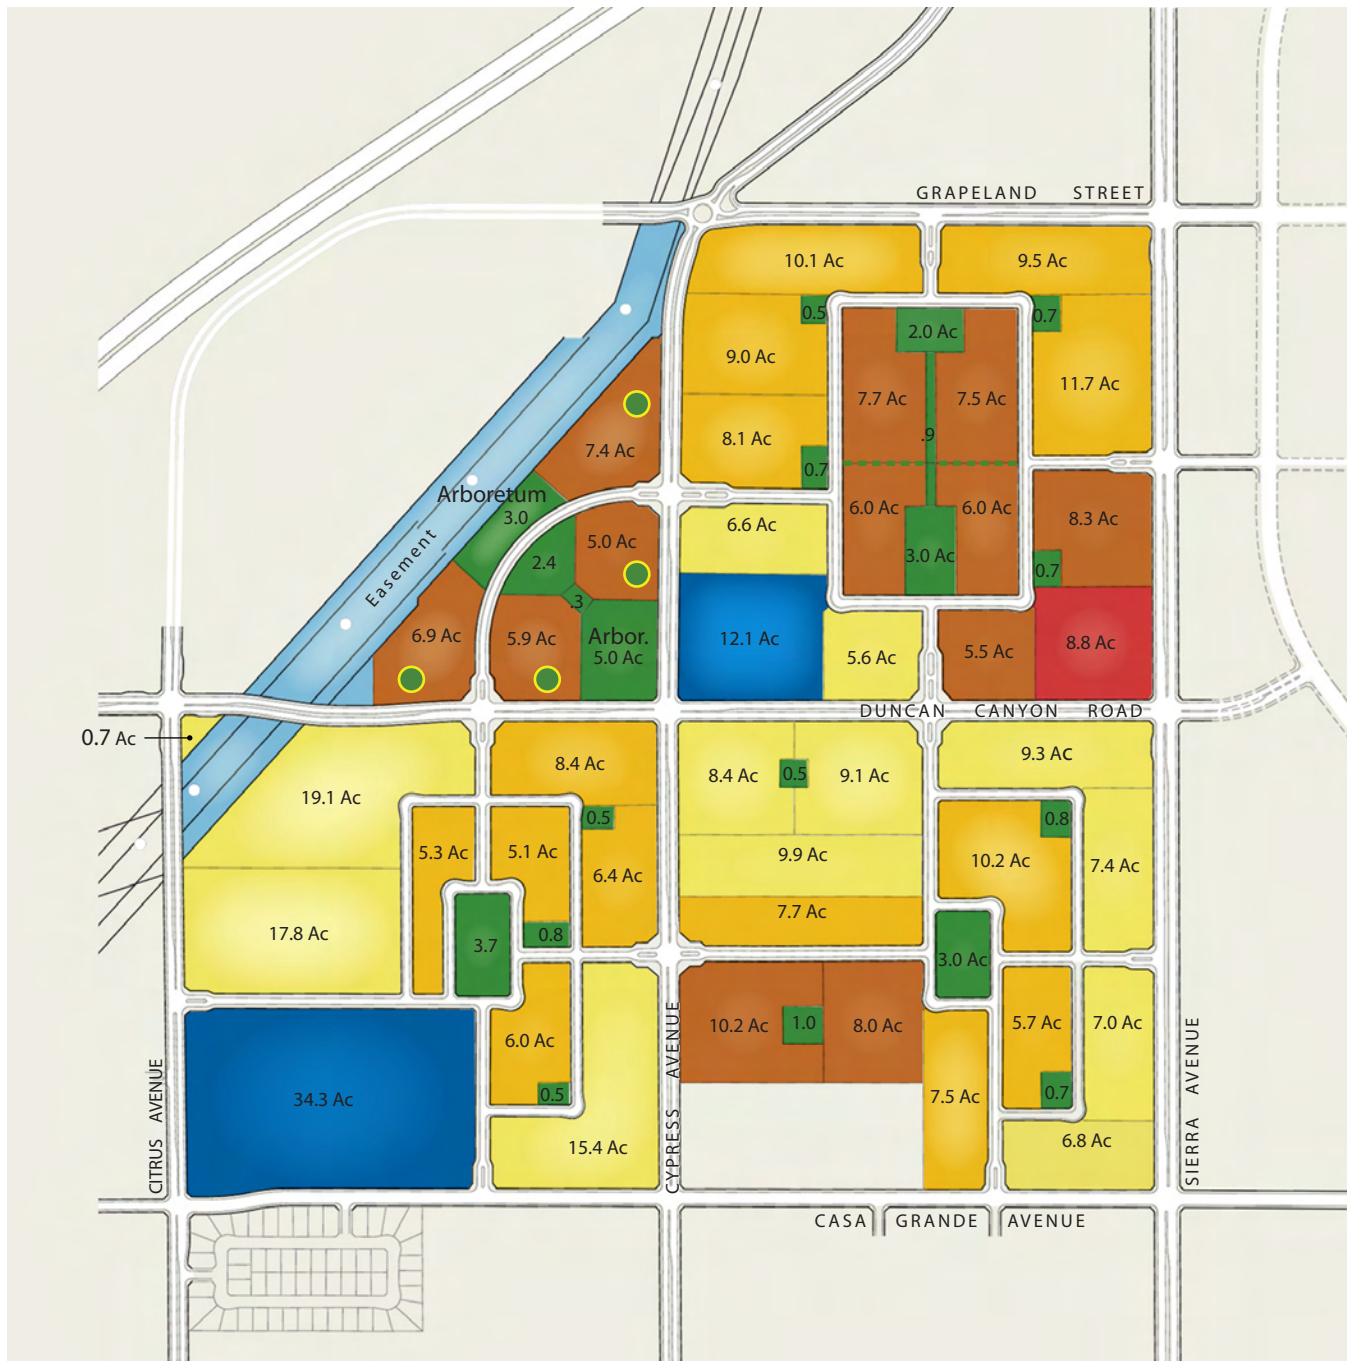 GRAPELAND STREET
10.1 Ac
9.5 Ac
0.5
0.7
2.0 Ac
9.0 Ac
11.7 Ac
7.7 Ac
7.5 Ac
.9
8.1 Ac
7.4 Ac
0.7
Arboretum
3.0
6.6 Ac
6.0 Ac
6.0 Ac
8.3 Ac
5.0 Ac
2.4
3.0 Ac
0.7
Easement
.3
6.9 Ac
5.9 Ac
Arbor.
5.0 Ac
12.1 Ac
5.6 Ac
5.5 Ac
8.8 Ac
DUNCAN CANYON ROAD
0.7 Ac
8.4 Ac
19.1 Ac
8.4 Ac
0.5
9.1 Ac
9.3 Ac
0.5
0.8
5.3 Ac
5.1 Ac
6.4 Ac
9.9 Ac
10.2 Ac
7.4 Ac
7.7 Ac
17.8 Ac
3.7
0.8
3.0 Ac
10.2 Ac
1.0
8.0 Ac
5.7 Ac
7.0 Ac
6.0 Ac
34.3 Ac
0.5
7.5 Ac
0.7
15.4 Ac
6.8 Ac
CITRUS AVENUE
CYPRESS AVENUE
SIERRA AVENUE
CASA GRANDE AVENUE